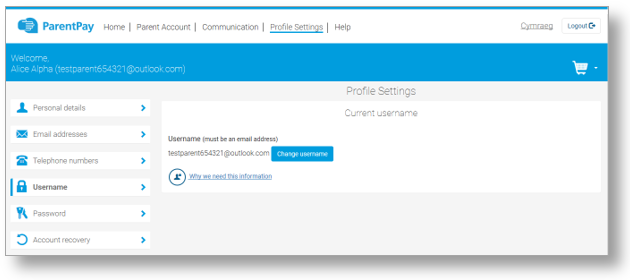 ParentPay Home | Parent Account | Communication | Profile Settings | Help Cymraeg Logout
Welcome,
Alice Alpha (testparent654321@outlook.com)
Profile Settings
Current username
Personal details
Email addresses
Telephone numbers
Username
Password
Account recovery
Username (must be an email address)
testparent654321@outlook.com Change username
Why we need this information